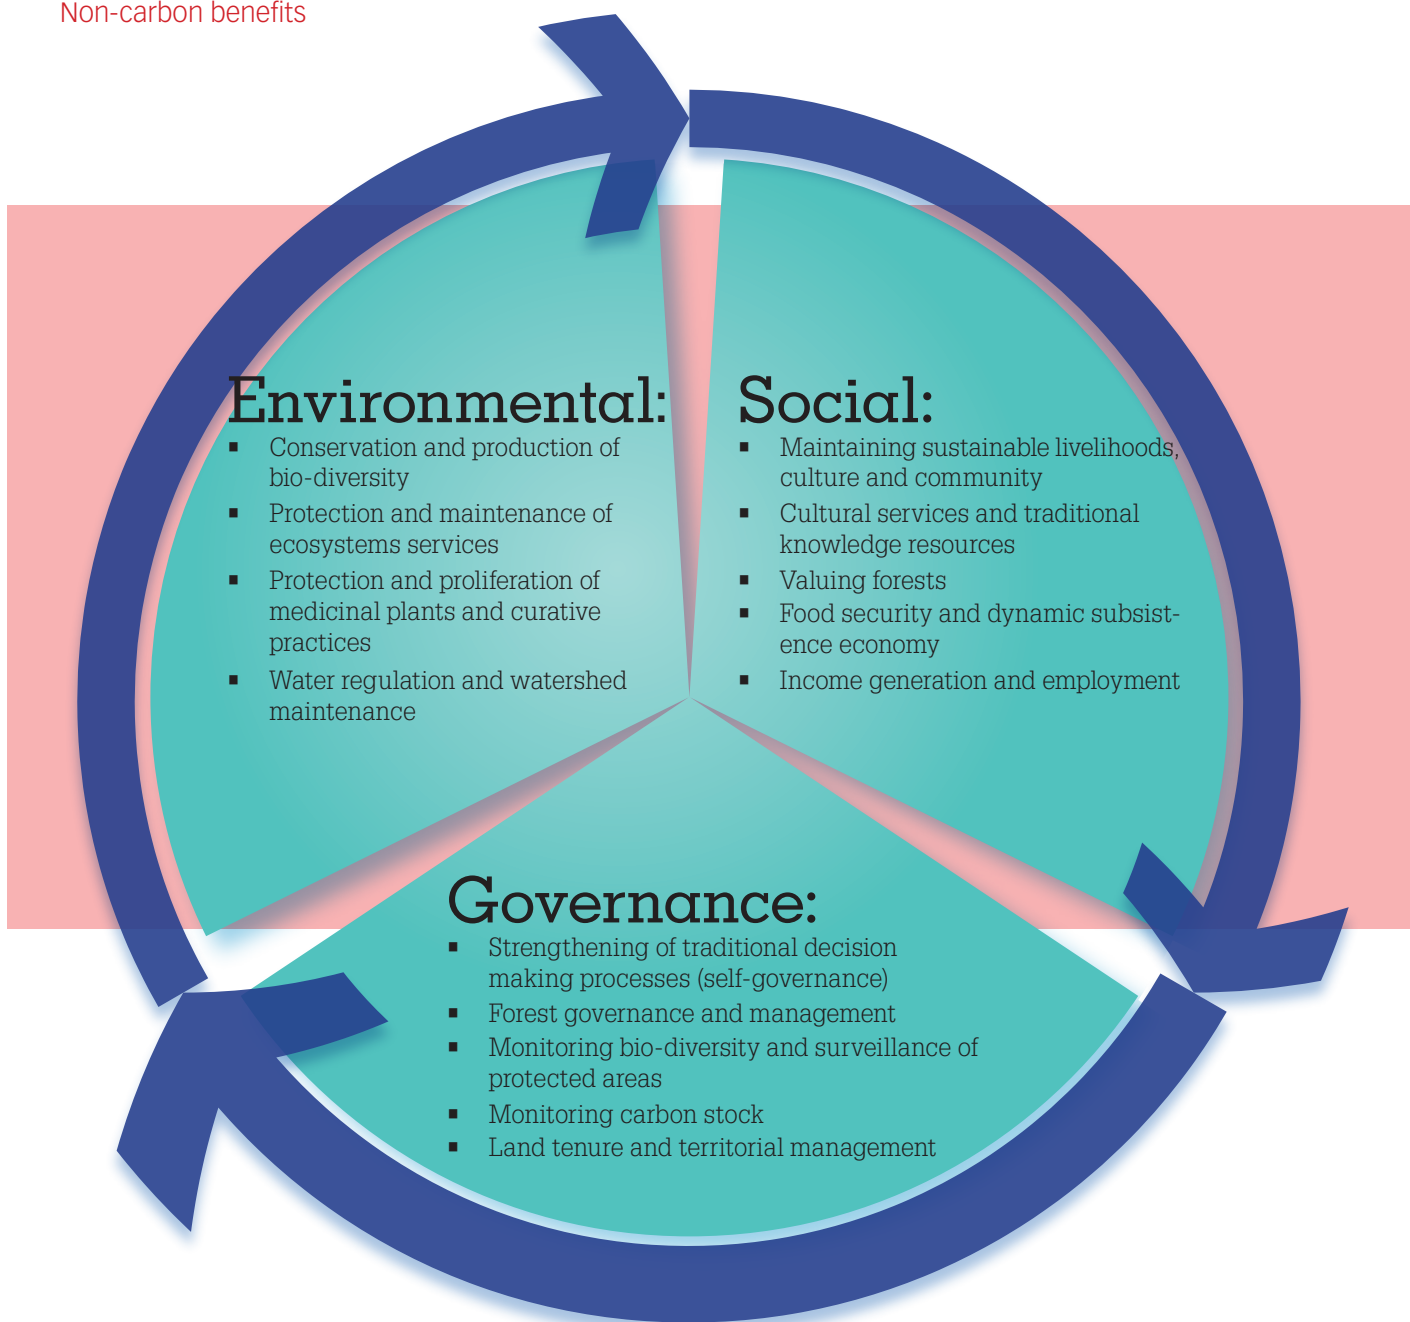 Non-carbon benefits
Environmental:
▪ Conservation and production of
bio-diversity
▪ Protection and maintenance of
ecosystems services
▪ Protection and proliferation of
medicinal plants and curative
practices
▪ Water regulation and watershed
maintenance
Social:
▪ Maintaining sustainable livelihoods,
culture and community
▪ Cultural services and traditional
knowledge resources
▪ Valuing forests
▪ Food security and dynamic subsist-
ence economy
▪ Income generation and employment
Governance:
▪ Strengthening of traditional decision
making processes (self-governance)
▪ Forest governance and management
▪ Monitoring bio-diversity and surveillance of
protected areas
▪ Monitoring carbon stock
▪ Land tenure and territorial management